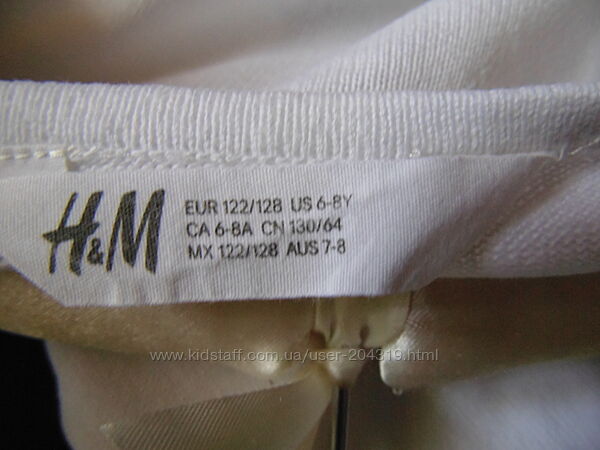 H&M
EUR 122/128 US 6-8Y
CA 6-8A CN 130/64
MX 122/128 AUS 7-8
www.kidstaff.com.ua/user-204319.html